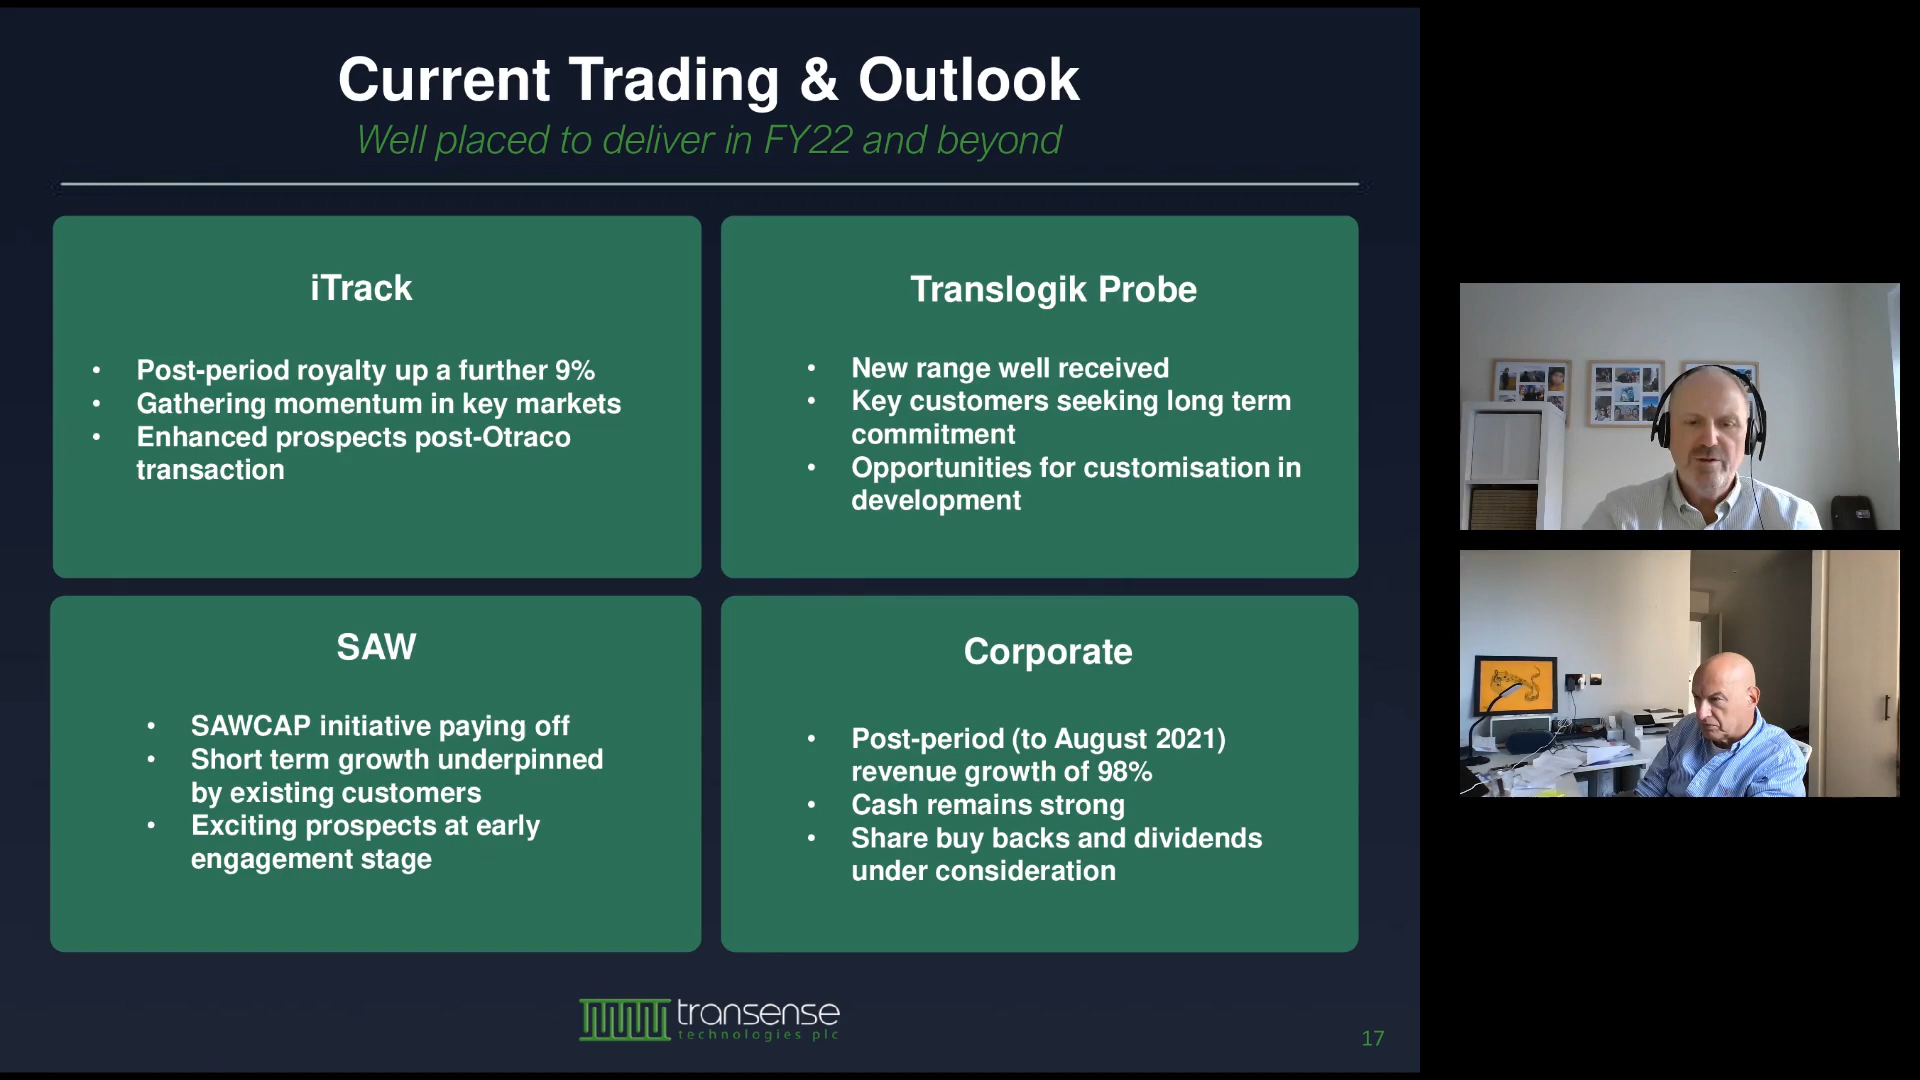 Current Trading & Outlook
Well placed to deliver in FY22 and beyond
iTrack
• Post-period royalty up a further 9%
• Gathering momentum in key markets
• Enhanced prospects post-Otraco
transaction
Translogik Probe
• New range well received
• Key customers seeking long term
commitment
• Opportunities for customisation in
development
SAW
• SAWCAP initiative paying off
• Short term growth underpinned
by existing customers
• Exciting prospects at early
engagement stage
Corporate
• Post-period (to August 2021)
revenue growth of 98%
• Cash remains strong
• Share buy backs and dividends
under consideration
transense
technologies plc
17